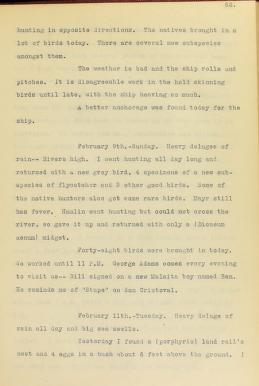 62.
hunting in opposite directions. The natives brought in a
lot of birds today. There are several new subspecies
amongst them.
The weather is bad and the ship rolls and
pitches. It is disagreeable work in the hall skinning
birds until late, with the ship heaving so much.
A better anchorage was found today for the
ship.
February 9th.-Sunday. Heavy deluges of
rain-- Rivers high. I went hunting all day long and
returned with a new grey bird, 4 specimens of a new sub-
species of flycatcher and 3 other good birds. Some of
the native hunters also got some rare birds. Mayr still
has fever. Hamlin went hunting but could not cross the
river, so gave it up and returned with only a (Dicaeum
aeneum) midget.
Forty-eight birds were brought in today.
We worked until 11 P.M. George Adams comes every evening
to visit us-- Bill signed on a new Malaita boy named Ben.
He reminds me of "Stupe" on San Cristoval.
February 11th.-Tuesday. Heavy deluge of
rain all day and big sea swells.
Yesterday I found a (porphyrio) land rail's
nest and 4 eggs in a bush about 6 feet above the ground. I